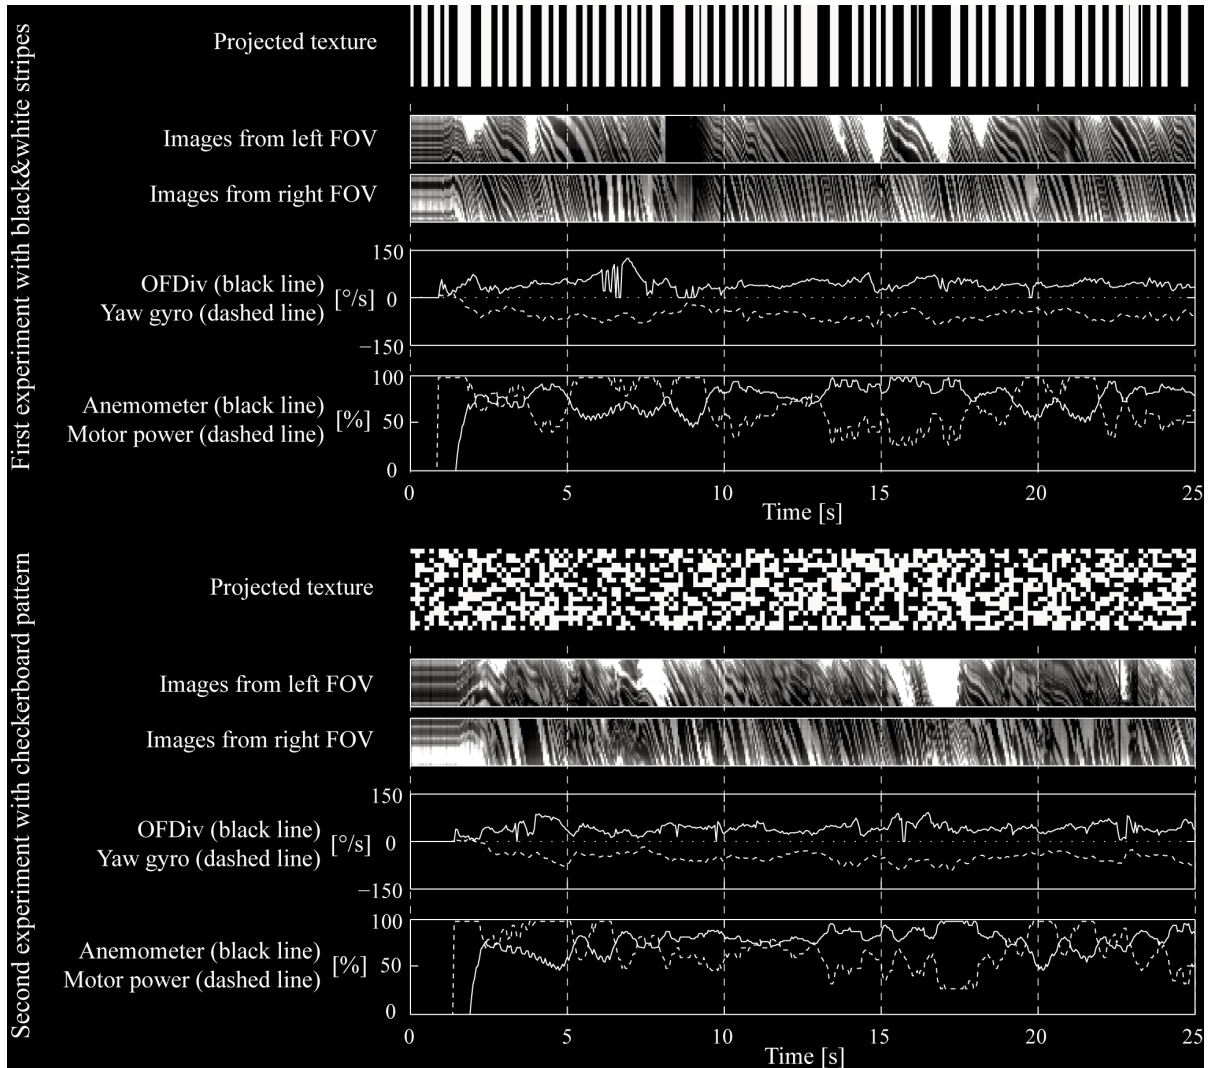 First experiment with black&white stripes
Projected texture
Images from left FOV
Images from right FOV
OFDiv (black line)
Yaw gyro (dashed line)
[°/s]
150
0
−150
Anemometer (black line)
Motor power (dashed line)
[%]
100
50
0
0 5 10 15 20 25
Time [s]
Second experiment with checkerboard pattern
Projected texture
Images from left FOV
Images from right FOV
OFDiv (black line)
Yaw gyro (dashed line)
[°/s]
150
0
−150
Anemometer (black line)
Motor power (dashed line)
[%]
100
50
0
0 5 10 15 20 25
Time [s]